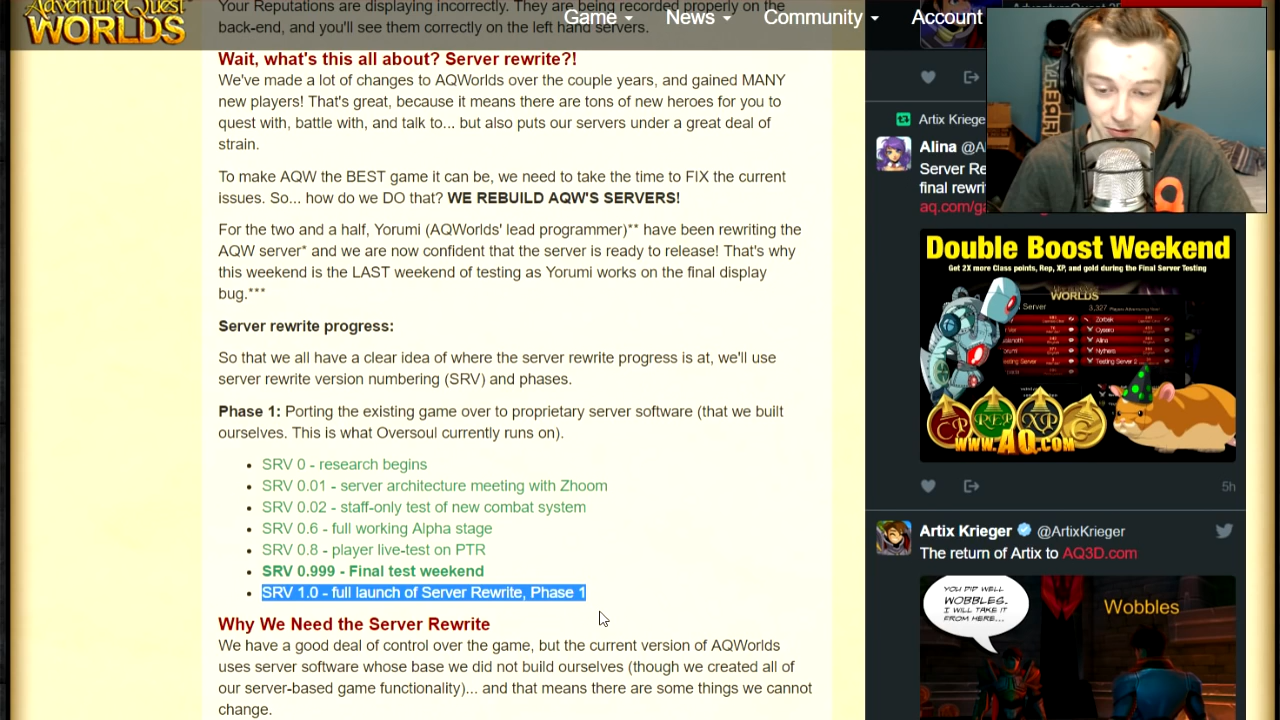 AdventureQuest
WORLDS
Game
News
Community
Account
Your Reputations are displaying incorrectly. They are being recorded properly on the
back-end, and you'll see them correctly on the left hand servers.
Wait, what's this all about? Server rewrite?!
We've made a lot of changes to AQWorlds over the couple years, and gained MANY
new players! That's great, because it means there are tons of new heroes for you to
quest with, battle with, and talk to... but also puts our servers under a great deal of
strain.
To make AQW the BEST game it can be, we need to take the time to FIX the current
issues. So... how do we DO that? WE REBUILD AQW'S SERVERS!
For the two and a half, Yorumi (AQWorlds' lead programmer)** have been rewriting the
AQW server* and we are now confident that the server is ready to release! That's why
this weekend is the LAST weekend of testing as Yorumi works on the final display
bug.***
Server rewrite progress:
So that we all have a clear idea of where the server rewrite progress is at, we'll use
server rewrite version numbering (SRV) and phases.
Phase 1: Porting the existing game over to proprietary server software (that we built
ourselves. This is what Oversoul currently runs on).
• SRV 0 - research begins
• SRV 0.01 - server architecture meeting with Zhoom
• SRV 0.02 - staff-only test of new combat system
• SRV 0.6 - full working Alpha stage
• SRV 0.8 - player live-test on PTR
• SRV 0.999 - Final test weekend
• SRV 1.0 - full launch of Server Rewrite, Phase 1
Why We Need the Server Rewrite
We have a good deal of control over the game, but the current version of AQWorlds
uses server software whose base we did not build ourselves (though we created all of
our server-based game functionality)... and that means there are some things we cannot
change.
Artix Kriege
Alina @A
Server Re
final rewri
aq.com/ga
Double Boost Weekend
Get 2X more Class points, Rep, XP, and gold during the Final Server Testing
WORLDS
Server 3,327
Zorbak
Cysero
Alina
Nythera
Testing Server 2
CP REP XP
WWW.AQ.COM
5h
Artix Krieger @ArtixKrieger
The return of Artix to AQ3D.com
YOU DID WELL
WOBBLES.
I WILL TAKE IT
FROM HERE...
Wobbles